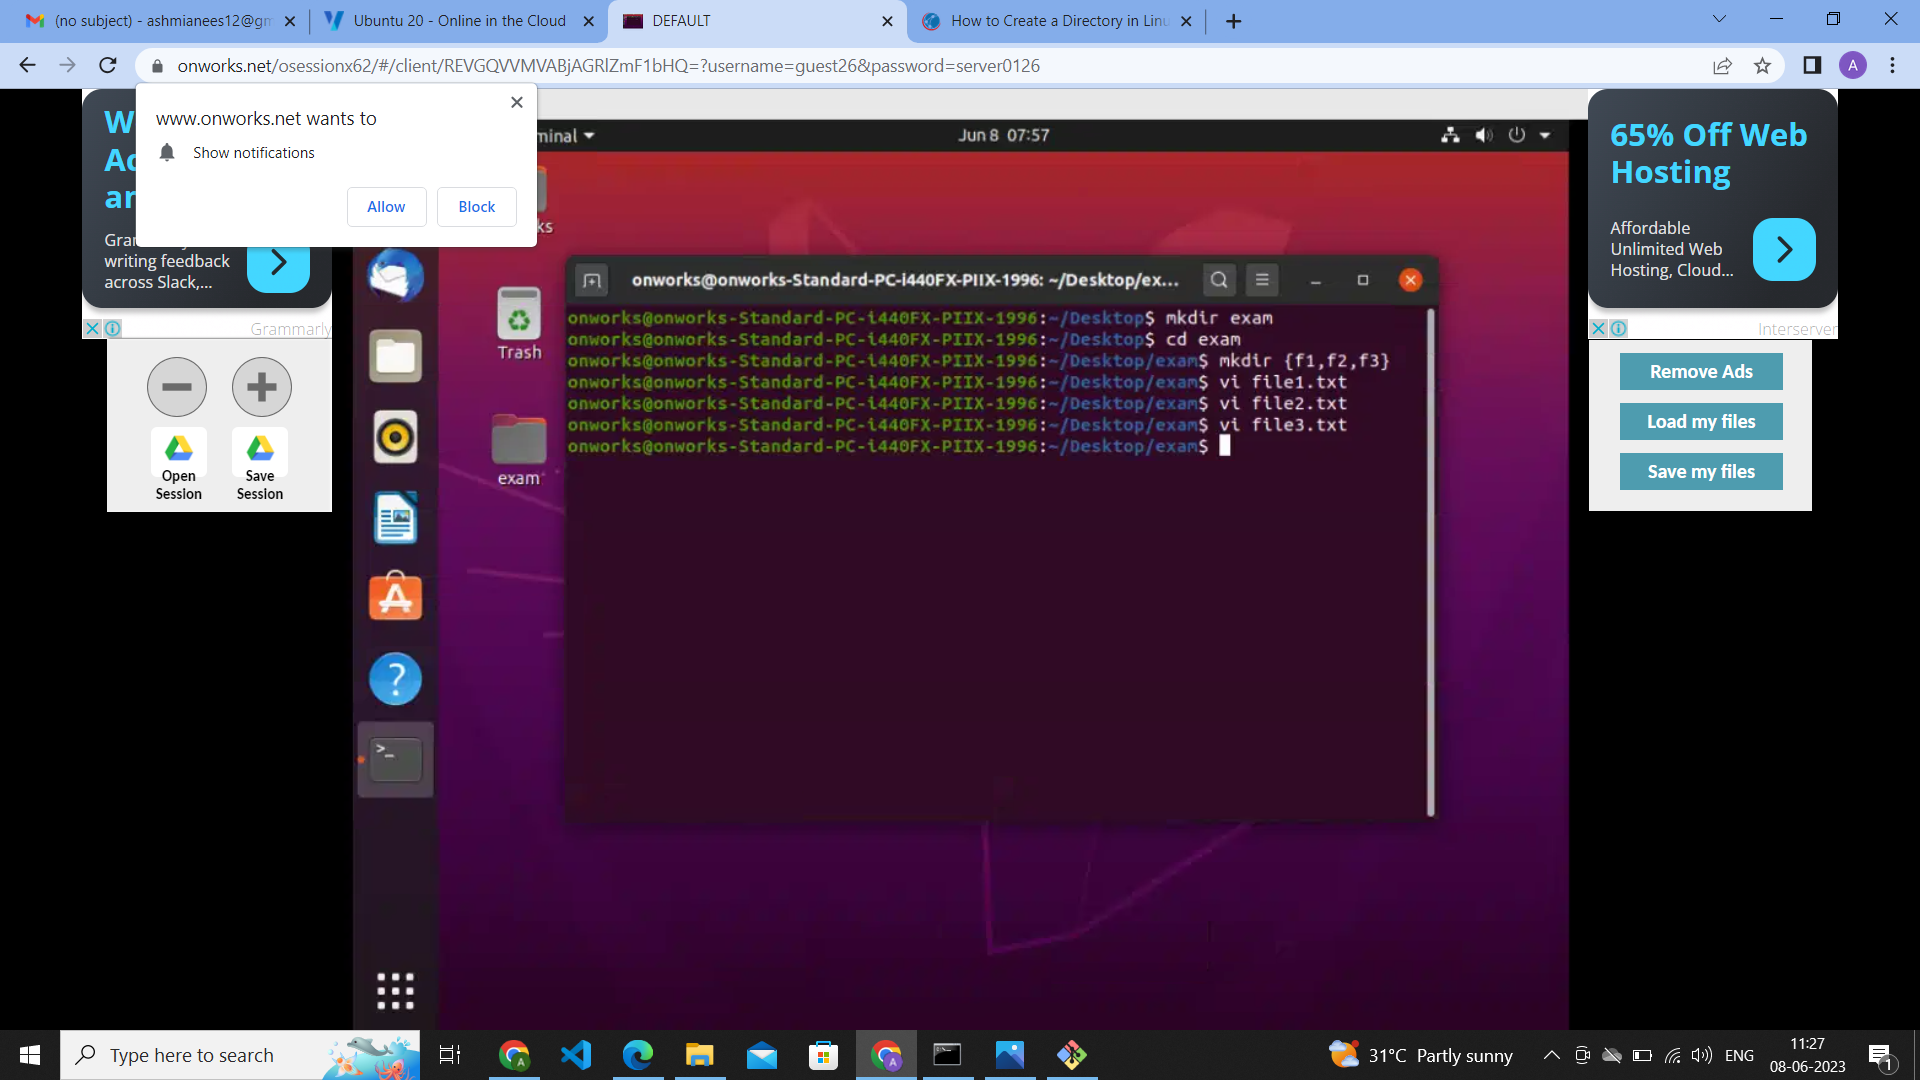 (no subject) - ashmianees12@gm
Ubuntu 20 - Online in the Cloud
DEFAULT
How to Create a Directory in Linu
onworks.net/osessionx62/#/client/REVGQVVMVABjAGRlZmF1bHQ=?username=guest26&password=server0126
A
www.onworks.net wants to
Show notifications
Allow
Block
minal
Jun 8 07:57
W
Ac
an
writing feedback
across Slack,...
Grammarly
65% Off Web
Hosting
Affordable
Unlimited Web
Hosting, Cloud...
Interserver
Open
Session
Save
Session
Remove Ads
Load my files
Save my files
ks
Trash
exam
onworks@onworks-Standard-PC-i440FX-PIIX-1996: ~/Desktop/ex...
onworks@onworks-Standard-PC-i440FX-PIIX-1996:~/Desktop$ mkdir exam
onworks@onworks-Standard-PC-i440FX-PIIX-1996:~/Desktop$ cd exam
onworks@onworks-Standard-PC-i440FX-PIIX-1996:~/Desktop/exam$ mkdir {f1,f2,f3}
onworks@onworks-Standard-PC-i440FX-PIIX-1996:~/Desktop/exam$ vi file1.txt
onworks@onworks-Standard-PC-i440FX-PIIX-1996:~/Desktop/exam$ vi file2.txt
onworks@onworks-Standard-PC-i440FX-PIIX-1996:~/Desktop/exam$ vi file3.txt
onworks@onworks-Standard-PC-i440FX-PIIX-1996:~/Desktop/exam$
Type here to search
31°C Partly sunny
ENG
11:27
08-06-2023
1